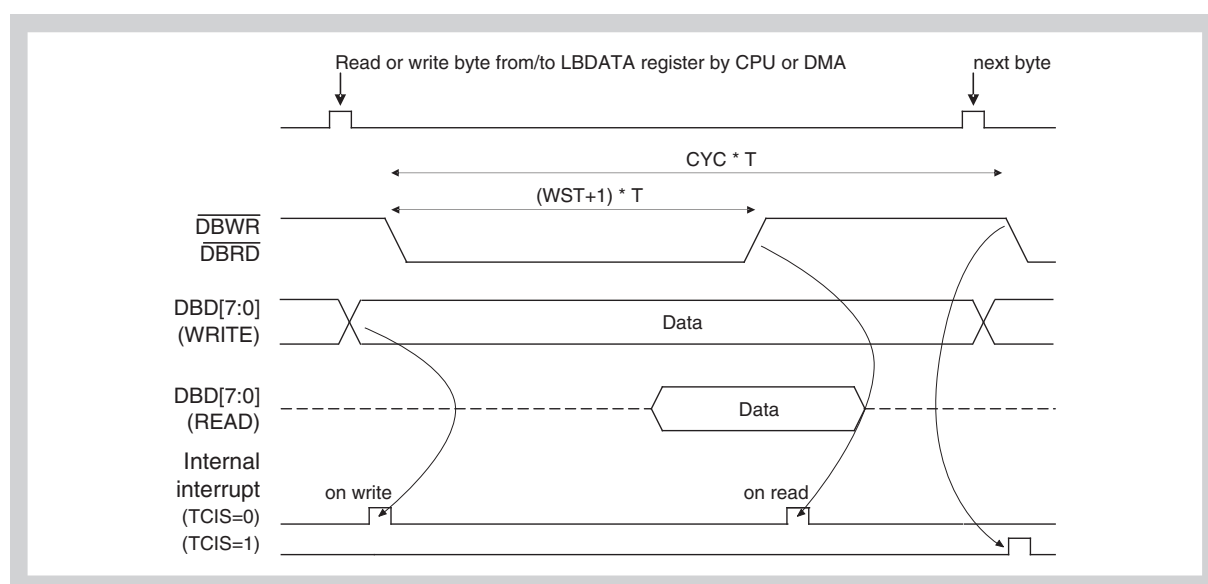 Read or write byte from/to LBDATA register by CPU or DMA
next byte
CYC * T
(WST+1) * T
DBWR
DBRD
DBD[7:0]
(WRITE)
Data
DBD[7:0]
(READ)
Data
Internal
interrupt
on write
on read
(TCIS=0)
(TCIS=1)